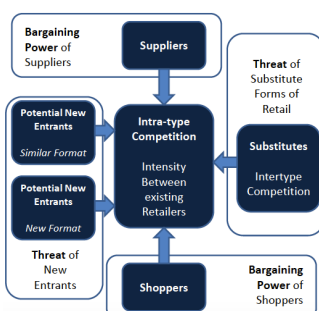 Bargaining
Power of
Suppliers
Suppliers
Threat of
Substitute
Forms of
Retail
Potential New
Entrants
Similar Format
Intra-type
Competition
Intensity
Between
existing
Retailers
Substitutes
Intertype
Competition
Potential New
Entrants
New Format
Threat of
New
Entrants
Shoppers
Bargaining
Power of
Shoppers